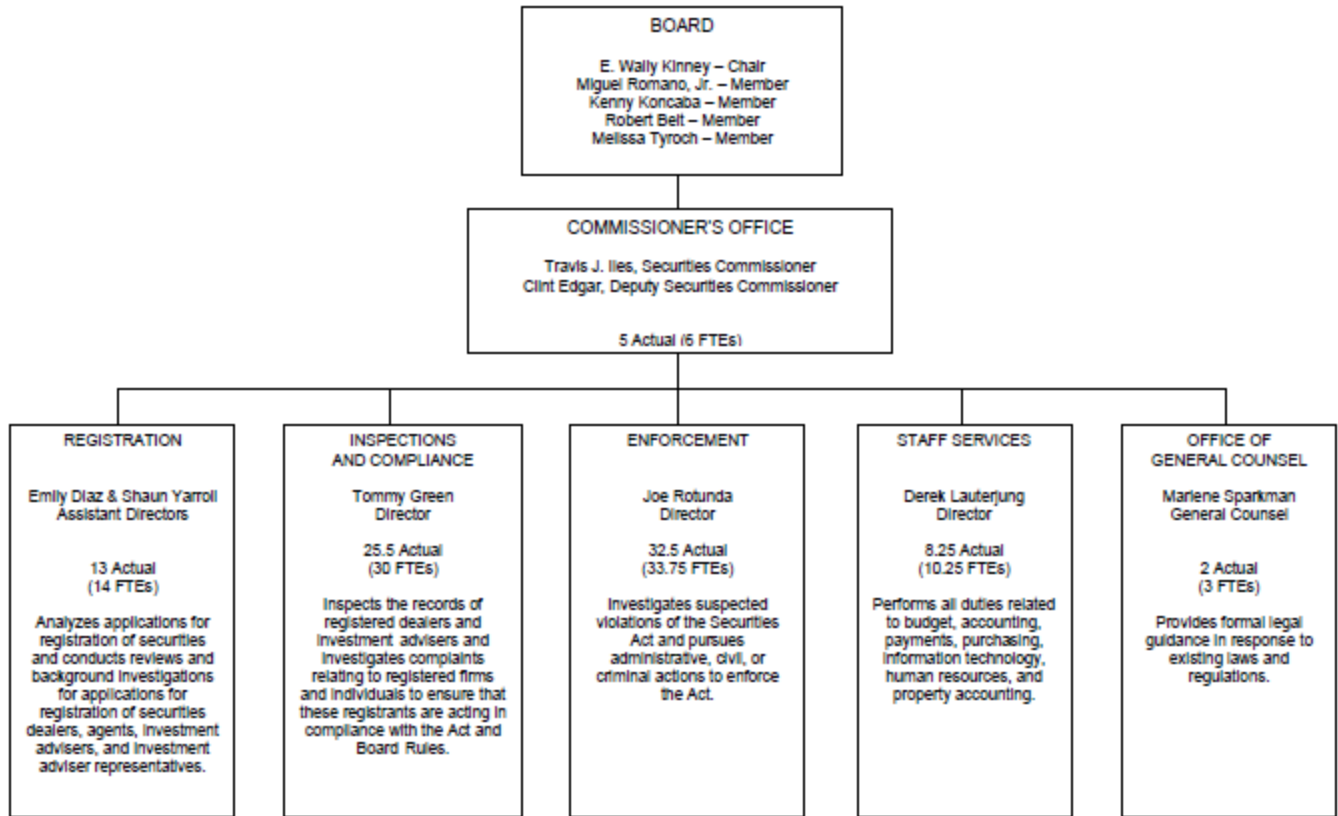 BOARD
E. Wally Kinney – Chair
Miguel Romano, Jr. – Member
Kenny Koncaba – Member
Robert Belt – Member
Melissa Tyroch – Member
COMMISSIONER'S OFFICE
Travis J. Iles, Securities Commissioner
Clint Edgar, Deputy Securities Commissioner
5 Actual (6 FTEs)
REGISTRATION
Emily Diaz & Shaun Yarroll
Assistant Directors
13 Actual
(14 FTEs)
Analyzes applications for
registration of securities
and conducts reviews and
background investigations
for applications for
registration of securities
dealers, agents, investment
advisers, and investment
adviser representatives.
INSPECTIONS
AND COMPLIANCE
Tommy Green
Director
25.5 Actual
(30 FTEs)
Inspects the records of
registered dealers and
investment advisers and
investigates complaints
relating to registered firms
and individuals to ensure that
these registrants are acting in
compliance with the Act and
Board Rules.
ENFORCEMENT
Joe Rotunda
Director
32.5 Actual
(33.75 FTEs)
Investigates suspected
violations of the Securities
Act and pursues
administrative, civil, or
criminal actions to enforce
the Act.
STAFF SERVICES
Derek Lauterjung
Director
8.25 Actual
(10.25 FTEs)
Performs all duties related
to budget, accounting,
payments, purchasing,
information technology,
human resources, and
property accounting.
OFFICE OF
GENERAL COUNSEL
Marlene Sparkman
General Counsel
2 Actual
(3 FTEs)
Provides formal legal
guidance in response to
existing laws and
regulations.